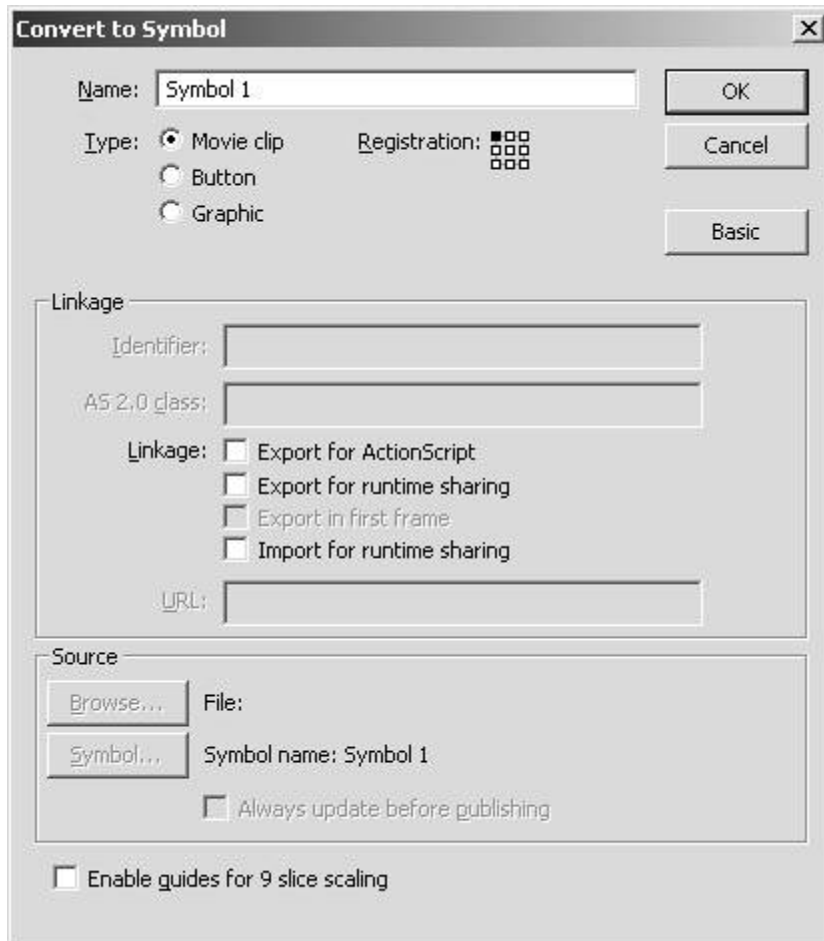 Convert to Symbol
Name: Symbol 1 OK
Type: Movie clip Registration: Cancel
Button
Graphic
Basic
Linkage
Identifier:
AS 2.0 class:
Linkage: Export for ActionScript
Export for runtime sharing
Export in first frame
Import for runtime sharing
URL:
Source
Browse... File:
Symbol... Symbol name: Symbol 1
Always update before publishing
Enable guides for 9 slice scaling